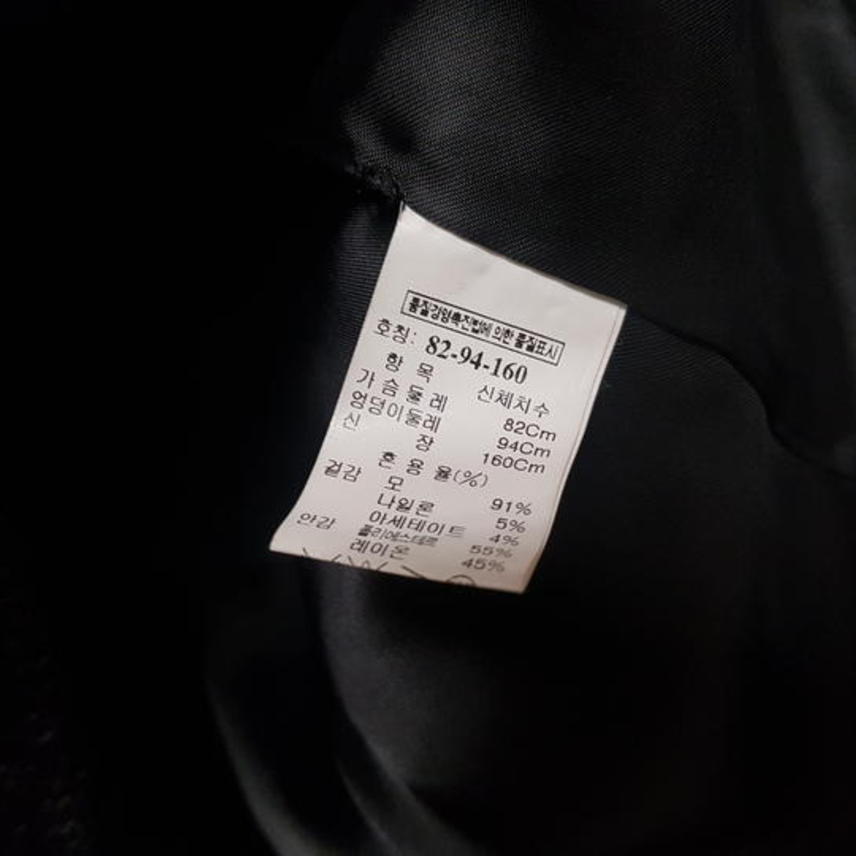 품질경영촉진법에 의한 품질표시
호칭: 82-94-160
항 목 신체치수
가슴둘레 82Cm
엉덩이둘레 94Cm
신 장 160Cm
혼 용 율(%)
겉감 모 91%
나일론 5%
아세테이트 4%
안감 폴리에스테르 55%
레이온 45%